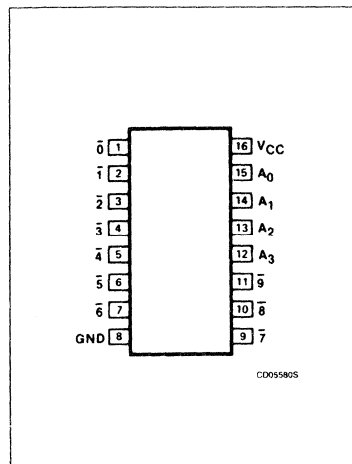 0̅ 1 16 VCC
1̅ 2 15 A0
2̅ 3 14 A1
3̅ 4 13 A2
4̅ 5 12 A3
5̅ 6 11 9̅
6̅ 7 10 8̅
GND 8 9 7̅
CD05580S